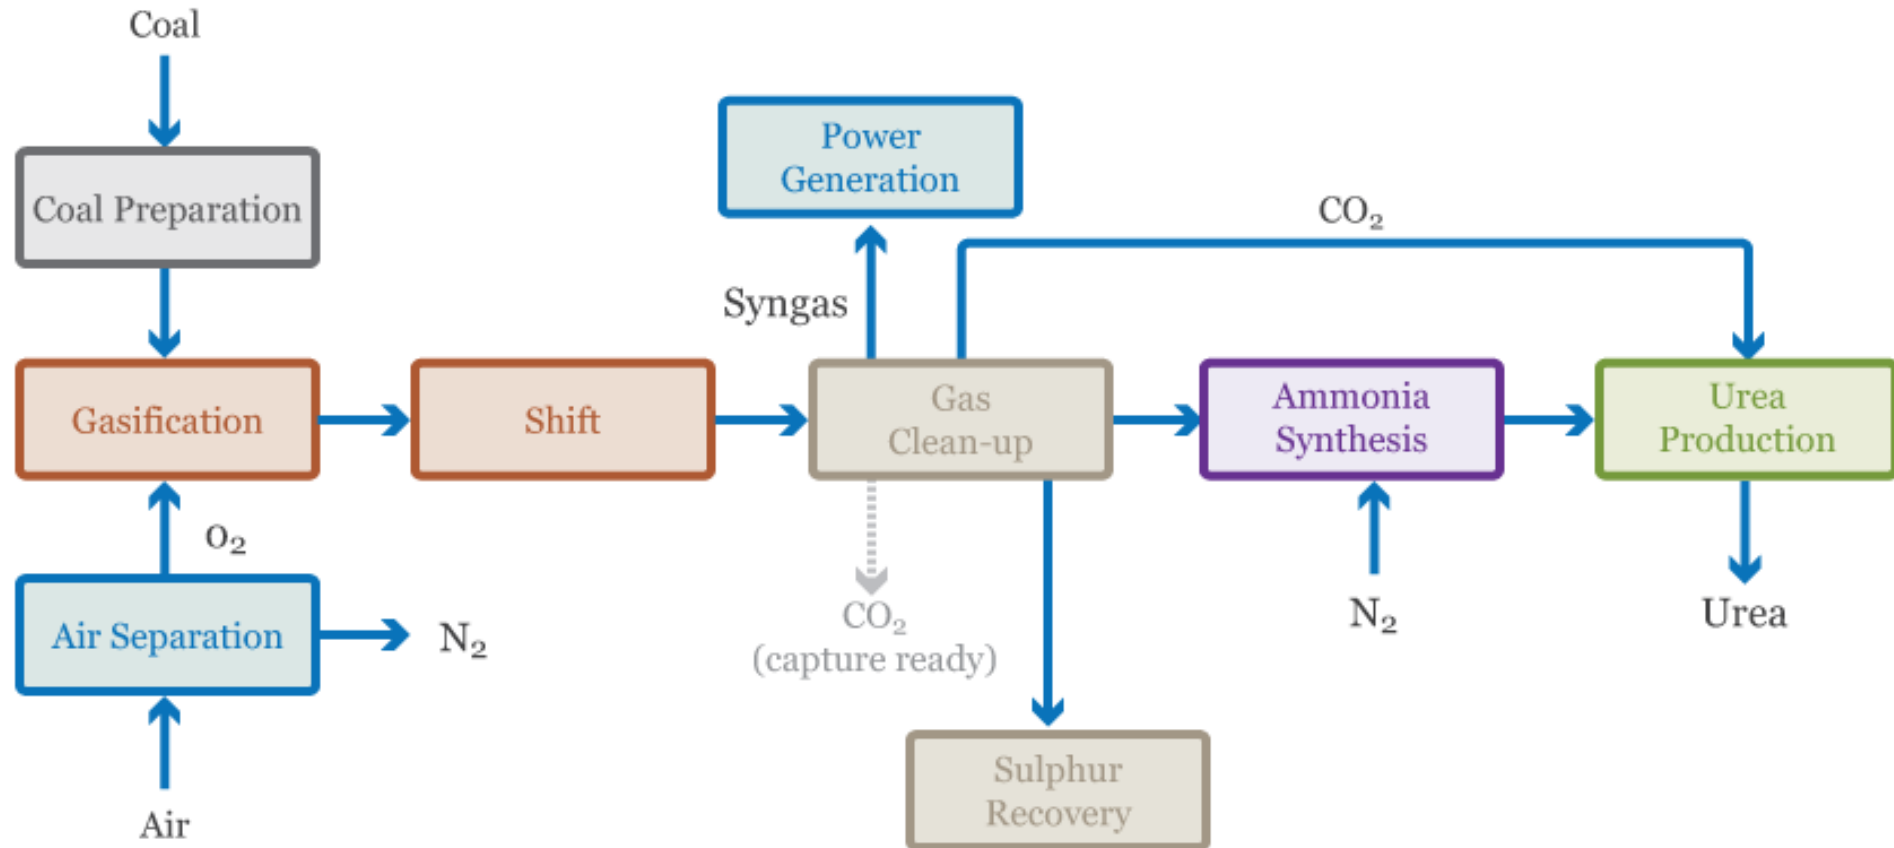 Coal
Coal Preparation
Power
Generation
CO₂
Syngas
Gasification
Shift
Gas
Clean-up
Ammonia
Synthesis
Urea
Production
O₂
Air Separation
N₂
CO₂
(capture ready)
N₂
Urea
Sulphur
Recovery
Air